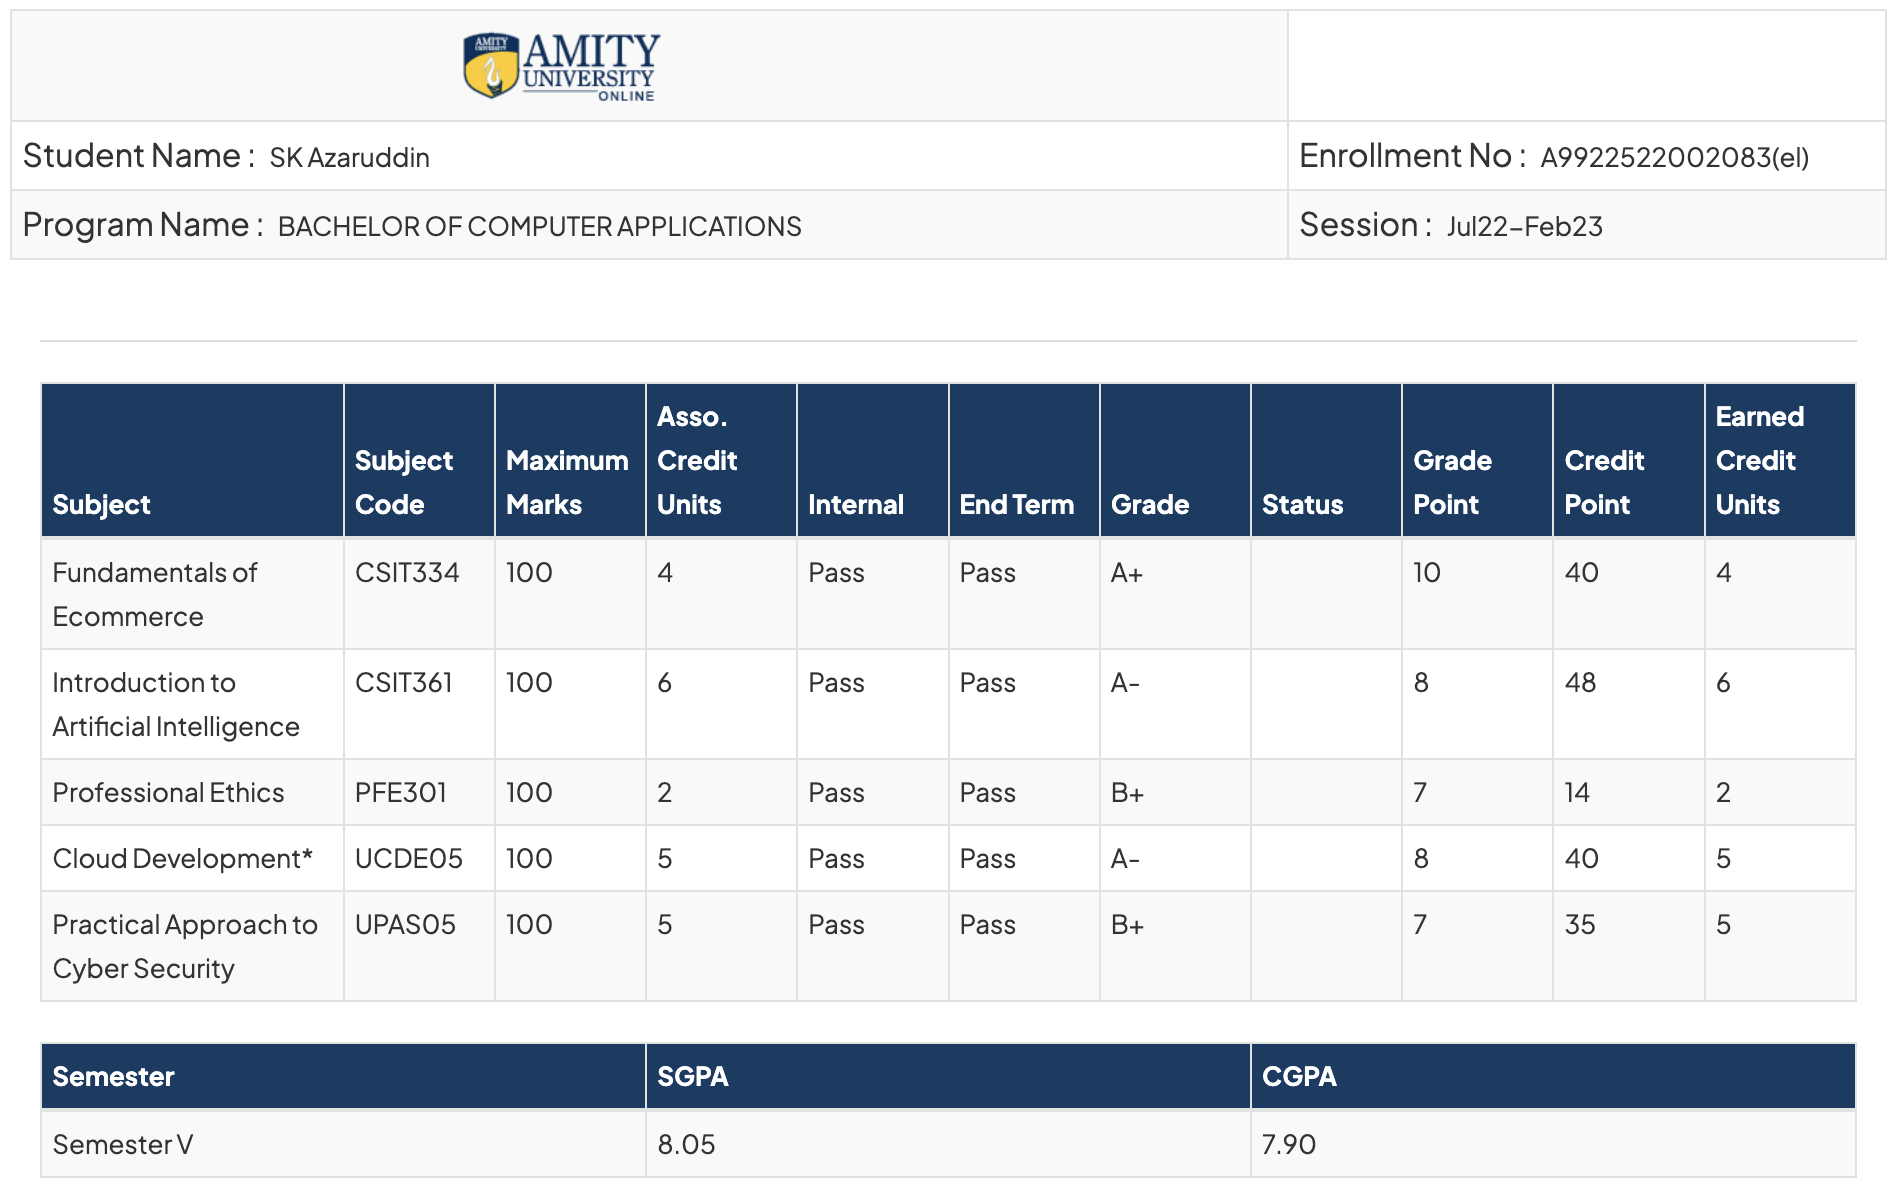 AMITY
UNIVERSITY
AMITY
UNIVERSITY
ONLINE
Student Name : SK Azaruddin
Enrollment No : A9922522002083(el)
Program Name : BACHELOR OF COMPUTER APPLICATIONS
Session : Jul22-Feb23
Subject Subject Code Maximum Marks Asso. Credit Units Internal End Term Grade Status Grade Point Credit Point Earned Credit Units
Fundamentals of Ecommerce CSIT334 100 4 Pass Pass A+ 10 40 4
Introduction to Artificial Intelligence CSIT361 100 6 Pass Pass A- 8 48 6
Professional Ethics PFE301 100 2 Pass Pass B+ 7 14 2
Cloud Development* UCDE05 100 5 Pass Pass A- 8 40 5
Practical Approach to Cyber Security UPAS05 100 5 Pass Pass B+ 7 35 5
Semester SGPA CGPA
Semester V 8.05 7.90